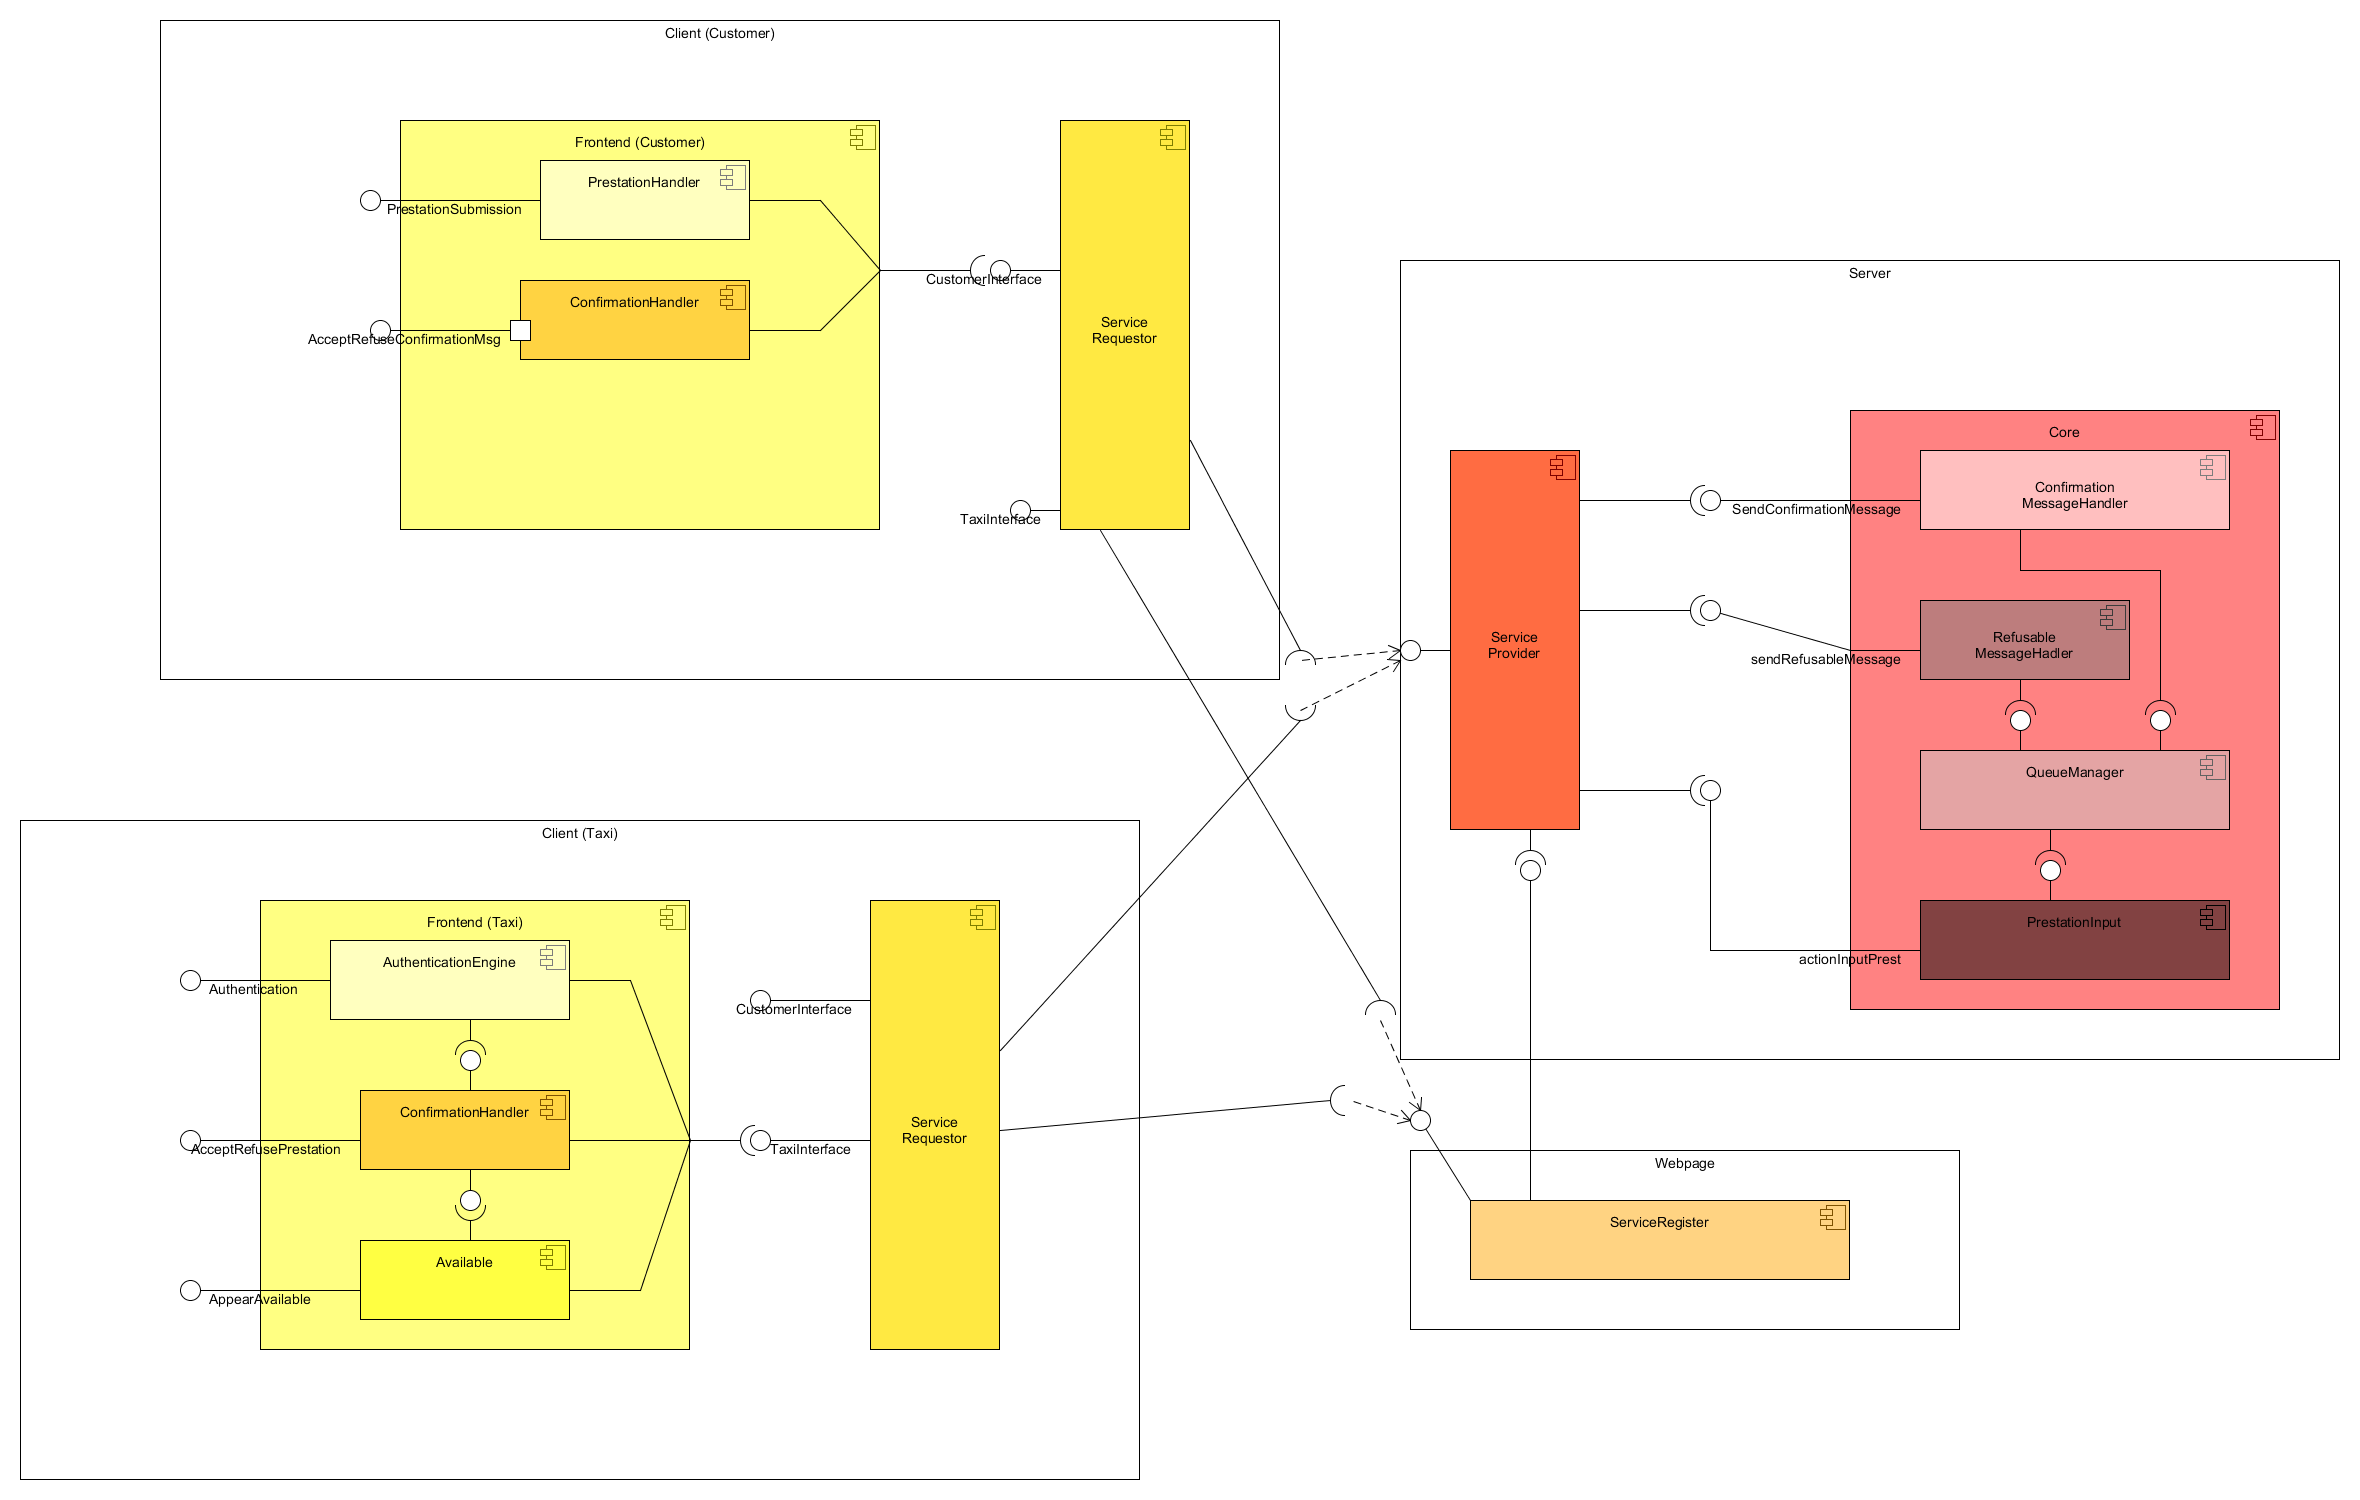 Client (Customer)
Frontend (Customer)
PrestationHandler
PrestationSubmission
ConfirmationHandler
AcceptRefuseConfirmationMsg
CustomerInterface
Service
Requestor
TaxiInterface
Server
Core
Service
Provider
Confirmation
MessageHandler
SendConfirmationMessage
Refusable
MessageHadler
sendRefusableMessage
QueueManager
PrestationInput
actionInputPrest
Client (Taxi)
Frontend (Taxi)
AuthenticationEngine
Authentication
ConfirmationHandler
AcceptRefusePrestation
Available
AppearAvailable
CustomerInterface
TaxiInterface
Service
Requestor
Webpage
ServiceRegister